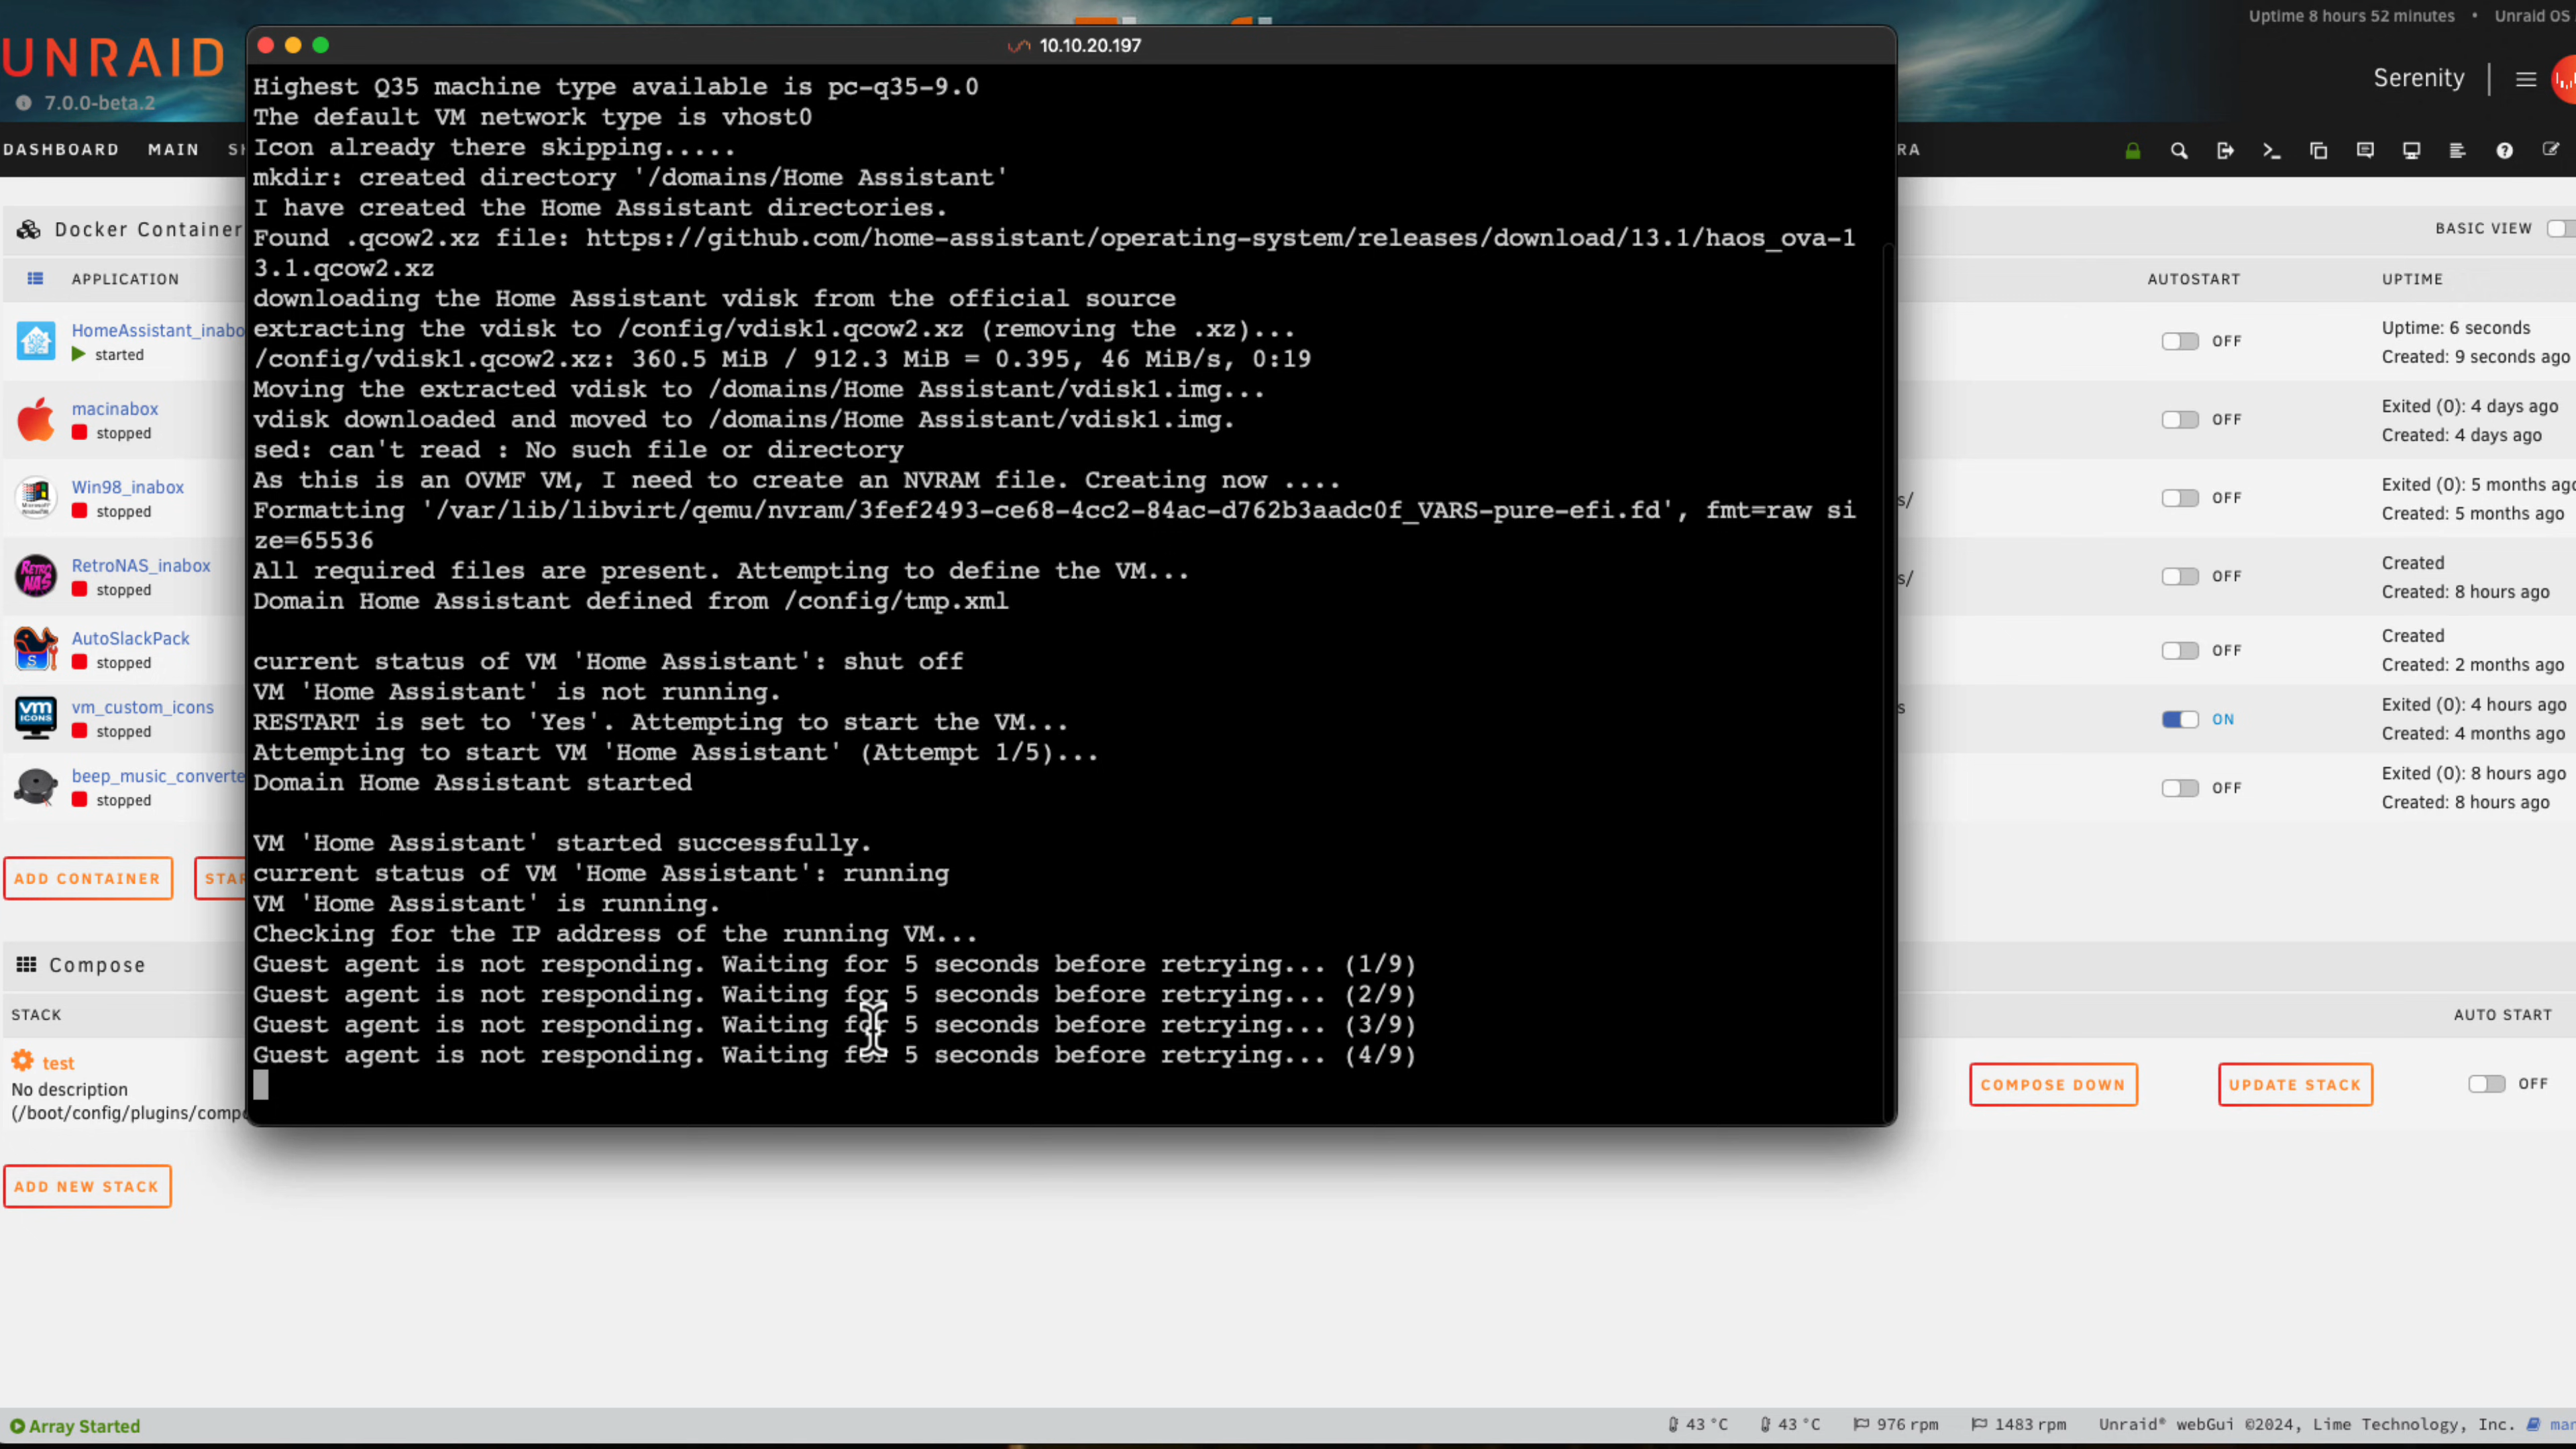 Uptime 8 hours 52 minutes • Unraid OS
UNRAID
7.0.0-beta.2
Serenity
10.10.20.197
DASHBOARD MAIN
Docker Container
BASIC VIEW
APPLICATION
AUTOSTART
UPTIME
HomeAssistant_inabo
started
OFF
Uptime: 6 seconds
Created: 9 seconds ago
macinabox
stopped
OFF
Exited (0): 4 days ago
Created: 4 days ago
Win98_inabox
stopped
s/
OFF
Exited (0): 5 months ago
Created: 5 months ago
RetroNAS_inabox
stopped
s/
OFF
Created
Created: 8 hours ago
AutoSlackPack
stopped
OFF
Created
Created: 2 months ago
VM
ICONS
vm_custom_icons
stopped
s
ON
Exited (0): 4 hours ago
Created: 4 months ago
beep_music_converte
stopped
OFF
Exited (0): 8 hours ago
Created: 8 hours ago
ADD CONTAINER
STAR
Compose
STACK
AUTO START
test
No description
(/boot/config/plugins/compo
COMPOSE DOWN
UPDATE STACK
OFF
ADD NEW STACK
Highest Q35 machine type available is pc-q35-9.0
The default VM network type is vhost0
Icon already there skipping.....
mkdir: created directory '/domains/Home Assistant'
I have created the Home Assistant directories.
Found .qcow2.xz file: https://github.com/home-assistant/operating-system/releases/download/13.1/haos_ova-1
3.1.qcow2.xz
downloading the Home Assistant vdisk from the official source
extracting the vdisk to /config/vdisk1.qcow2.xz (removing the .xz)...
/config/vdisk1.qcow2.xz: 360.5 MiB / 912.3 MiB = 0.395, 46 MiB/s, 0:19
Moving the extracted vdisk to /domains/Home Assistant/vdisk1.img...
vdisk downloaded and moved to /domains/Home Assistant/vdisk1.img.
sed: can't read : No such file or directory
As this is an OVMF VM, I need to create an NVRAM file. Creating now ....
Formatting '/var/lib/libvirt/qemu/nvram/3fef2493-ce68-4cc2-84ac-d762b3aadc0f_VARS-pure-efi.fd', fmt=raw si
ze=65536
All required files are present. Attempting to define the VM...
Domain Home Assistant defined from /config/tmp.xml
current status of VM 'Home Assistant': shut off
VM 'Home Assistant' is not running.
RESTART is set to 'Yes'. Attempting to start the VM...
Attempting to start VM 'Home Assistant' (Attempt 1/5)...
Domain Home Assistant started
VM 'Home Assistant' started successfully.
current status of VM 'Home Assistant': running
VM 'Home Assistant' is running.
Checking for the IP address of the running VM...
Guest agent is not responding. Waiting for 5 seconds before retrying... (1/9)
Guest agent is not responding. Waiting for 5 seconds before retrying... (2/9)
Guest agent is not responding. Waiting for 5 seconds before retrying... (3/9)
Guest agent is not responding. Waiting for 5 seconds before retrying... (4/9)
Array Started
43 °C 43 °C 976 rpm 1483 rpm Unraid® webGui ©2024, Lime Technology, Inc. man